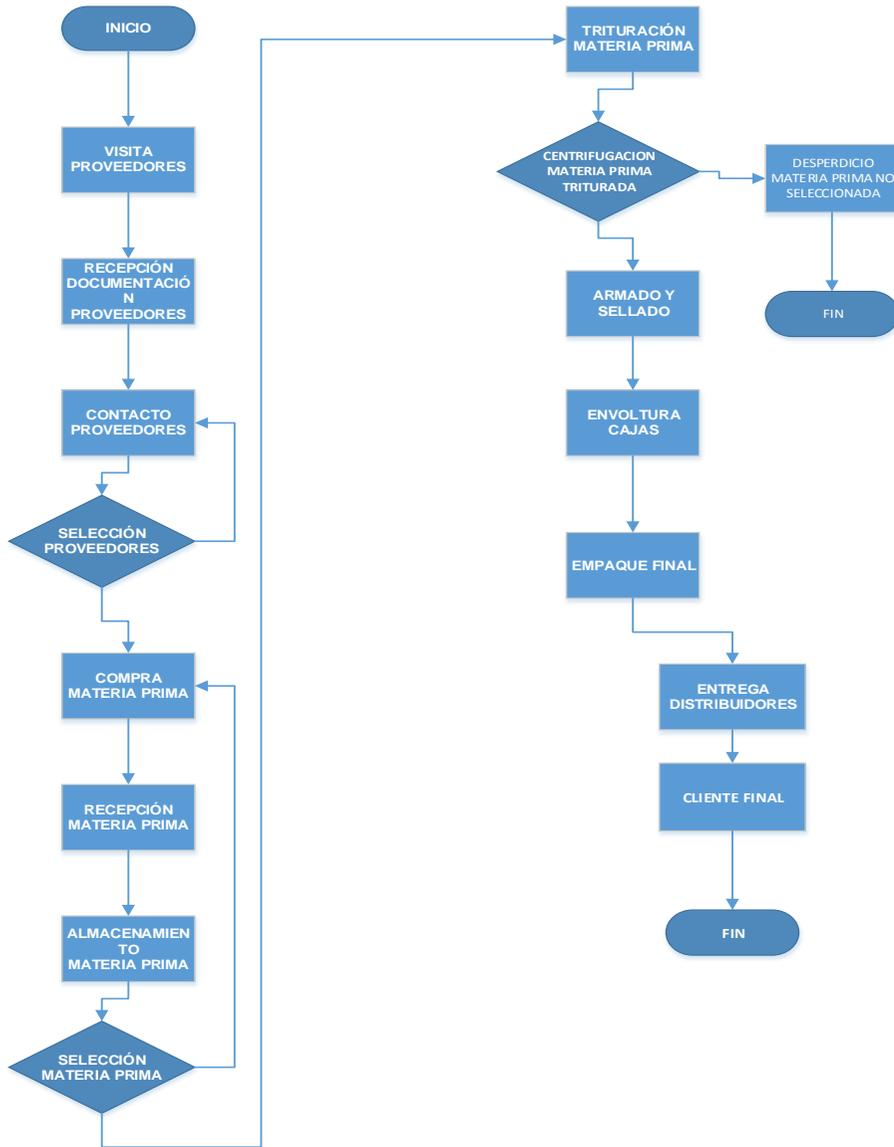 INICIO
VISITA
PROVEEDORES
RECEPCIÓN
DOCUMENTACIÓ
N
PROVEEDORES
CONTACTO
PROVEEDORES
SELECCIÓN
PROVEEDORES
COMPRA
MATERIA PRIMA
RECEPCIÓN
MATERIA PRIMA
ALMACENAMIEN
TO
MATERIA PRIMA
SELECCIÓN
MATERIA PRIMA
TRITURACIÓN
MATERIA PRIMA
CENTRIFUGACION
MATERIA PRIMA
TRITURADA
DESPERDICIO
MATERIA PRIMA NO
SELECCIONADA
FIN
ARMADO Y
SELLADO
ENVOLTURA
CAJAS
EMPAQUE FINAL
ENTREGA
DISTRIBUIDORES
CLIENTE FINAL
FIN